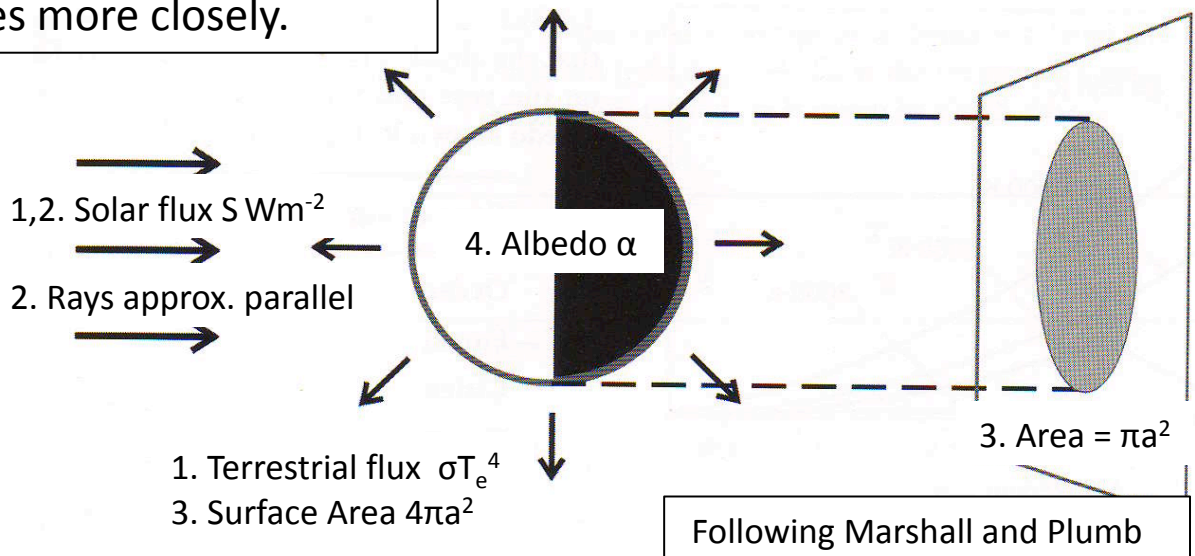 es more closely.
1,2. Solar flux S Wm⁻²
4. Albedo α
2. Rays approx. parallel
3. Area = πa²
1. Terrestrial flux σTₑ⁴
3. Surface Area 4πa²
Following Marshall and Plumb